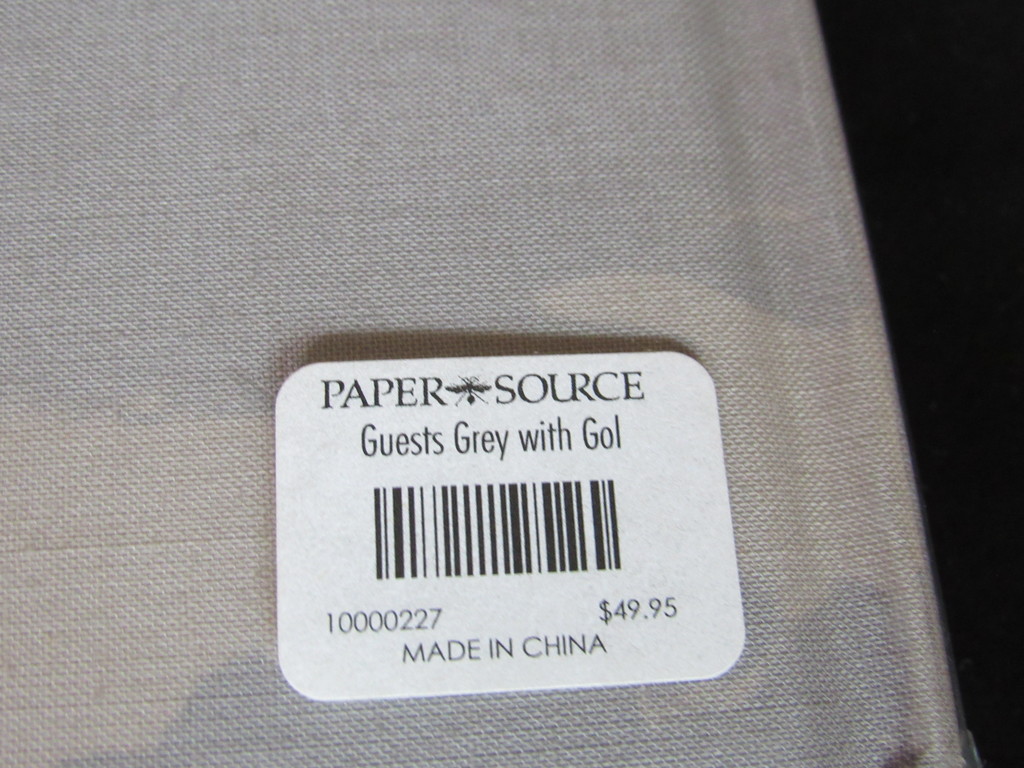 PAPER SOURCE
Guests Grey with Gol
10000227 $49.95
MADE IN CHINA